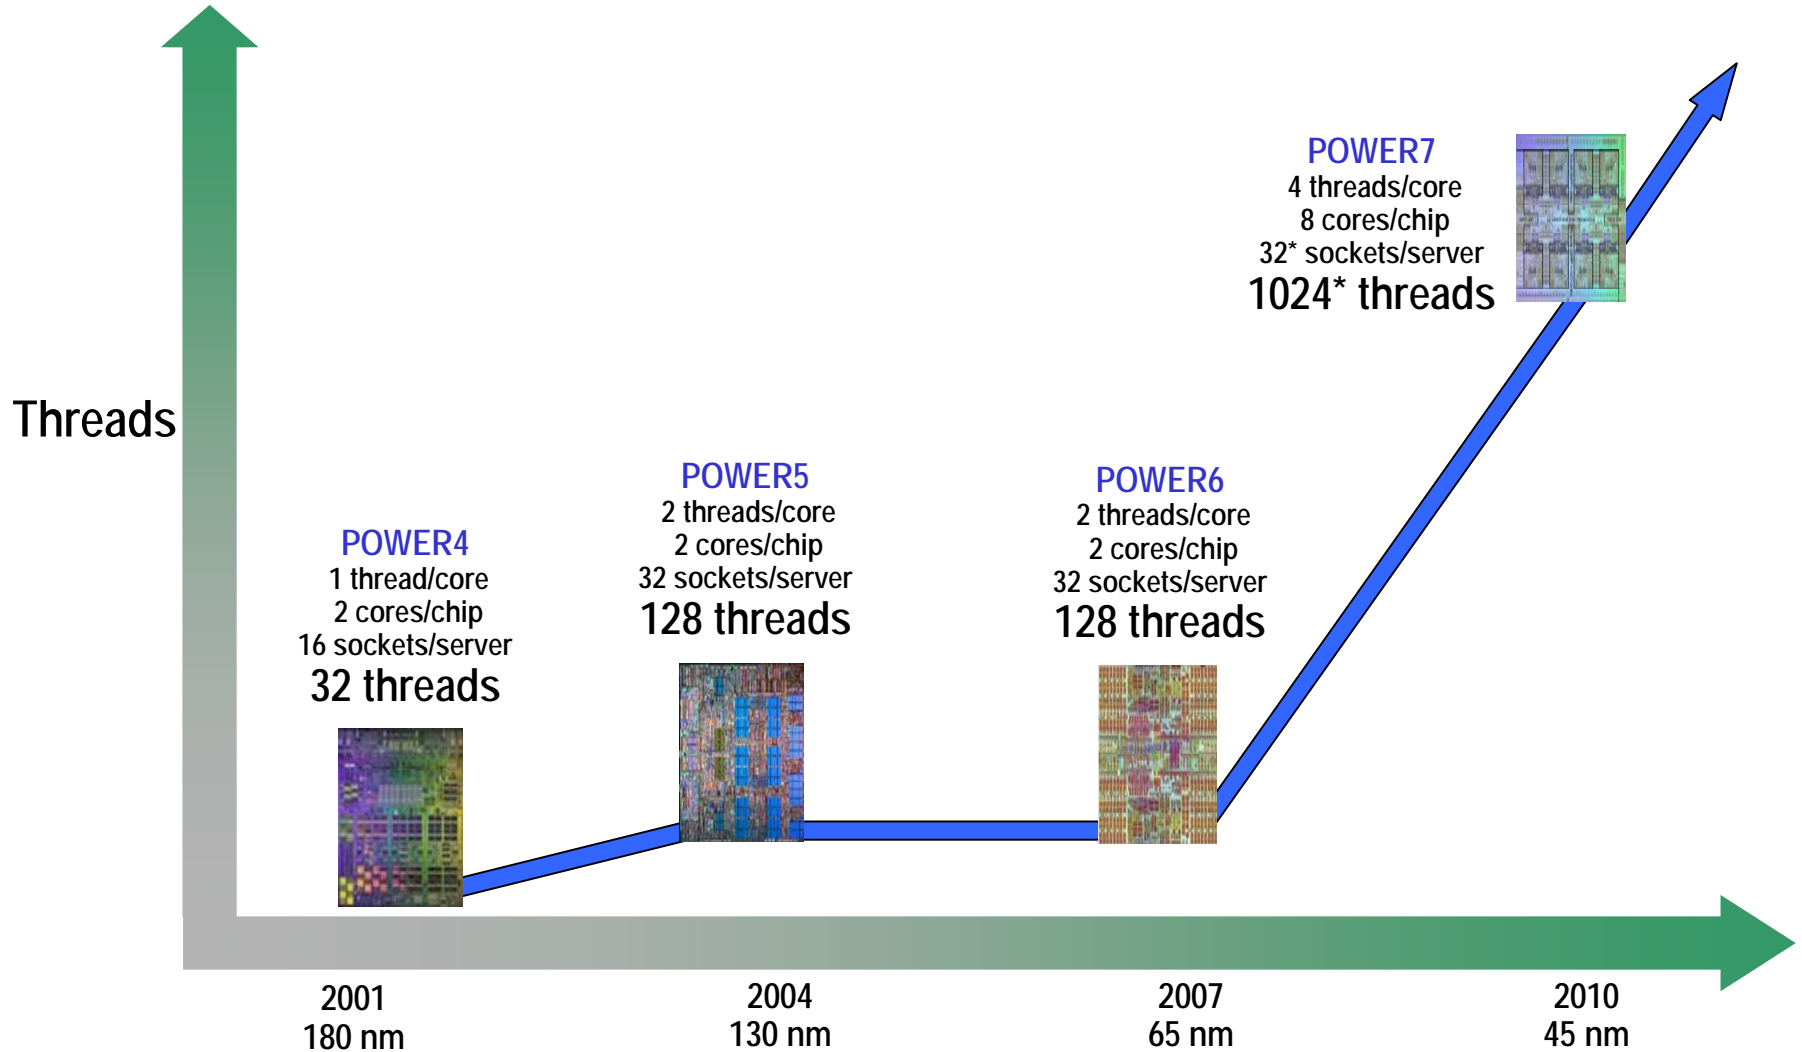 POWER7
4 threads/core
8 cores/chip
32* sockets/server
1024* threads
Threads
POWER5
2 threads/core
2 cores/chip
32 sockets/server
128 threads
POWER6
2 threads/core
2 cores/chip
32 sockets/server
128 threads
POWER4
1 thread/core
2 cores/chip
16 sockets/server
32 threads
2001
180 nm
2004
130 nm
2007
65 nm
2010
45 nm